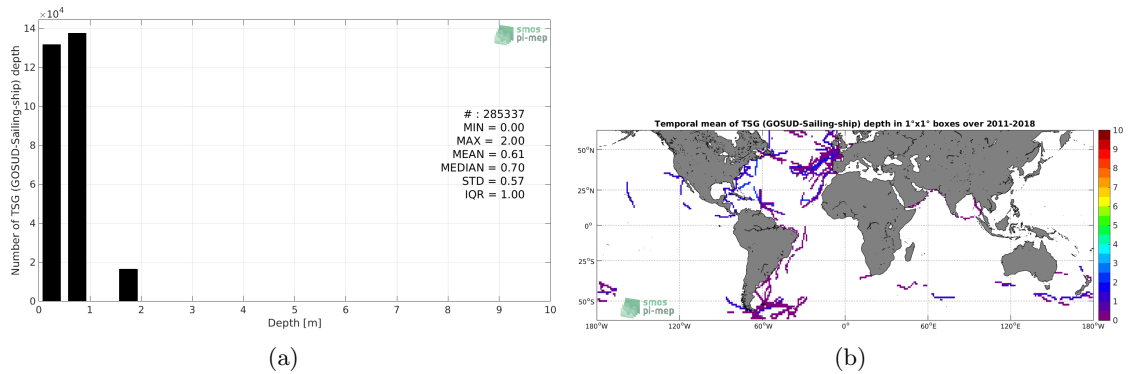 ×10⁴
14
12
10
8
6
4
2
0
Number of TSG (GOSUD-Sailing-ship) depth
smos
pi-mep
# : 285337
MIN = 0.00
MAX = 2.00
MEAN = 0.61
MEDIAN = 0.70
STD = 0.57
IQR = 1.00
0 1 2 3 4 5 6 7 8 9 10
Depth [m]
(a)
Temporal mean of TSG (GOSUD-Sailing-ship) depth in 1°x1° boxes over 2011-2018
50°N
25°N
0°
25°S
50°S
smos
pi-mep
180°W 120°W 60°W 0° 60°E 120°E 180°W
10
9
8
7
6
5
4
3
2
1
0
(b)